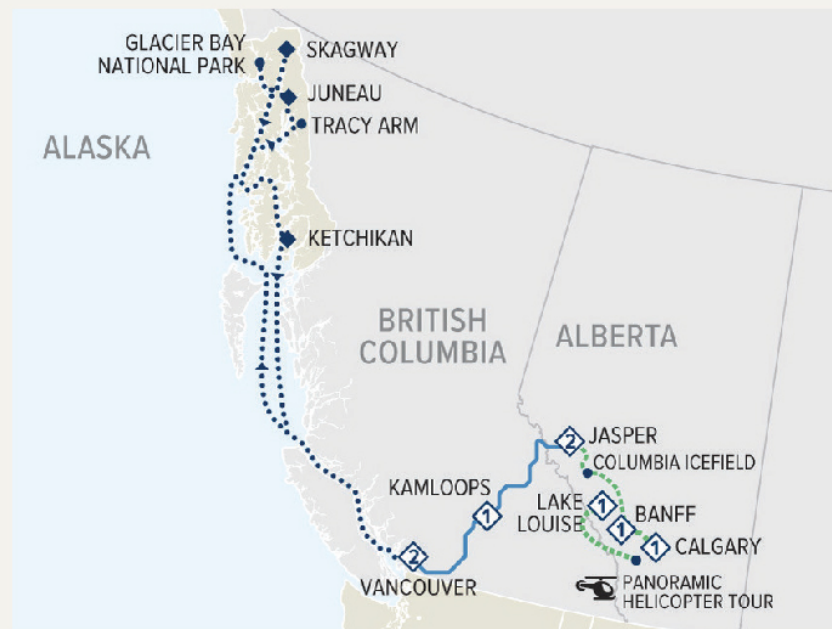 GLACIER BAY
NATIONAL PARK
SKAGWAY
JUNEAU
TRACY ARM
ALASKA
KETCHIKAN
BRITISH
COLUMBIA
ALBERTA
2
JASPER
COLUMBIA ICEFIELD
KAMLOOPS
1
LAKE
LOUISE
1
BANFF
1
CALGARY
1
2
VANCOUVER
PANORAMIC
HELICOPTER TOUR